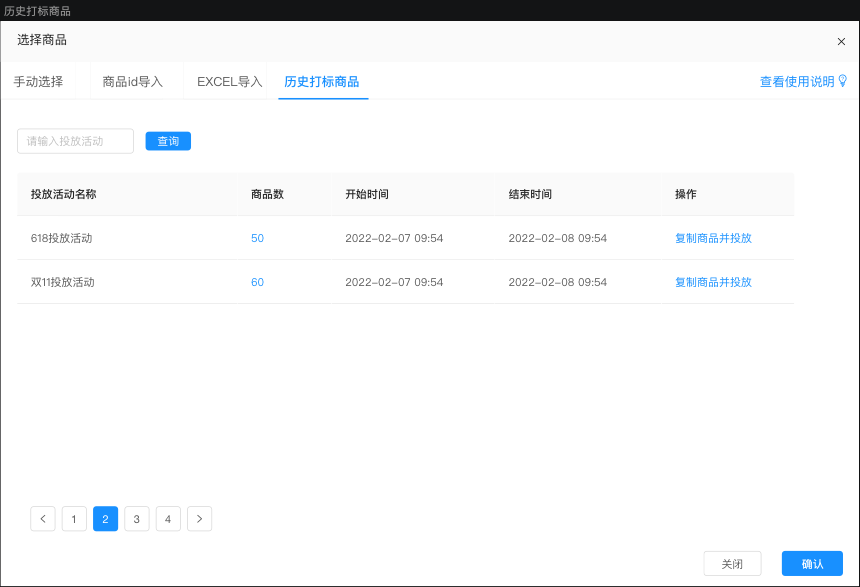 历史打标商品
选择商品
手动选择 商品id导入 EXCEL导入 历史打标商品 查看使用说明
请输入投放活动 查询
投放活动名称 商品数 开始时间 结束时间 操作
618投放活动 50 2022-02-07 09:54 2022-02-08 09:54 复制商品并投放
双11投放活动 60 2022-02-07 09:54 2022-02-08 09:54 复制商品并投放
< 1 2 3 4 >
关闭 确认